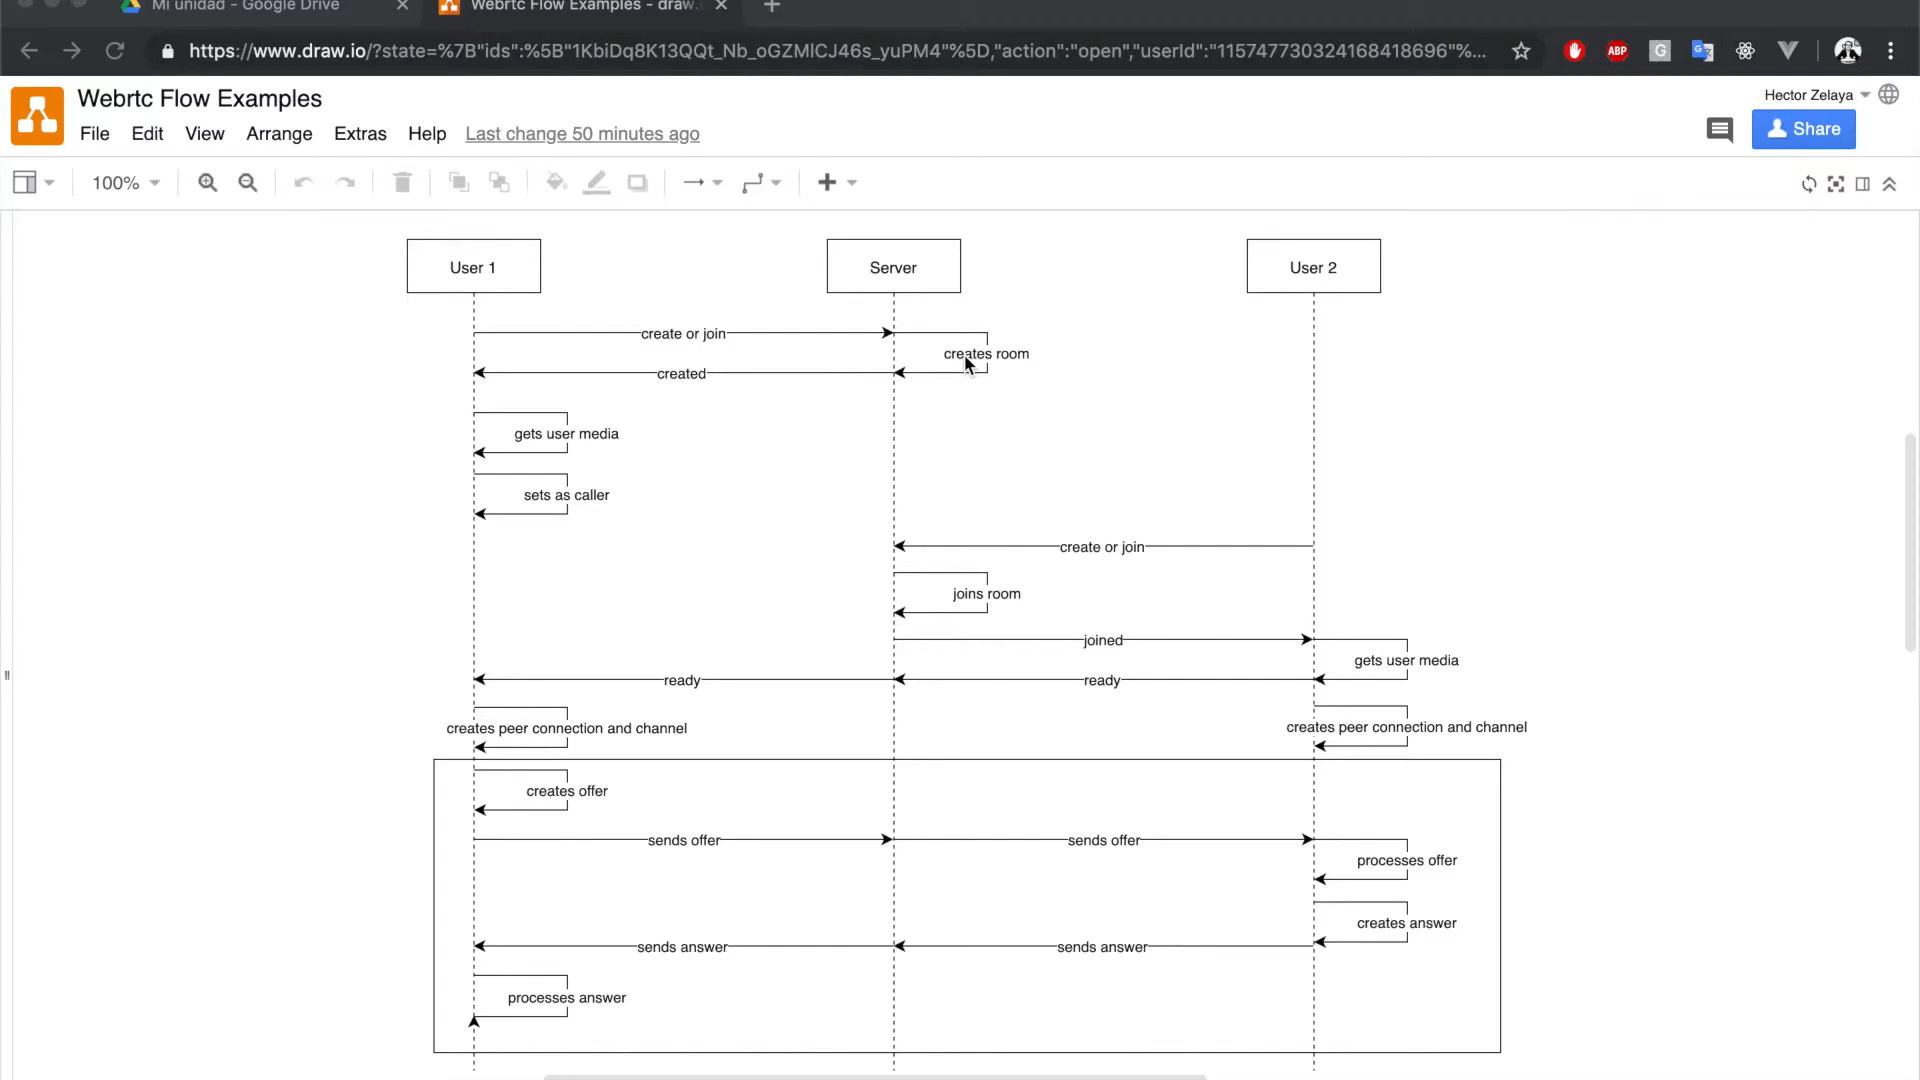 Mi unidad - Google Drive
Webrtc Flow Examples - draw.
https://www.draw.io/?state=%7B"ids":%5B"1KbiDq8K13QQt_Nb_oGZMlCJ46s_yuPM4"%5D,"action":"open","userId":"115747730324168418696"%...
ABP
G
Webrtc Flow Examples
Hector Zelaya
File Edit View Arrange Extras Help Last change 50 minutes ago
Share
100%
User 1
Server
User 2
create or join
creates room
created
gets user media
sets as caller
create or join
joins room
joined
gets user media
ready
ready
creates peer connection and channel
creates peer connection and channel
creates offer
sends offer
sends offer
processes offer
creates answer
sends answer
sends answer
processes answer